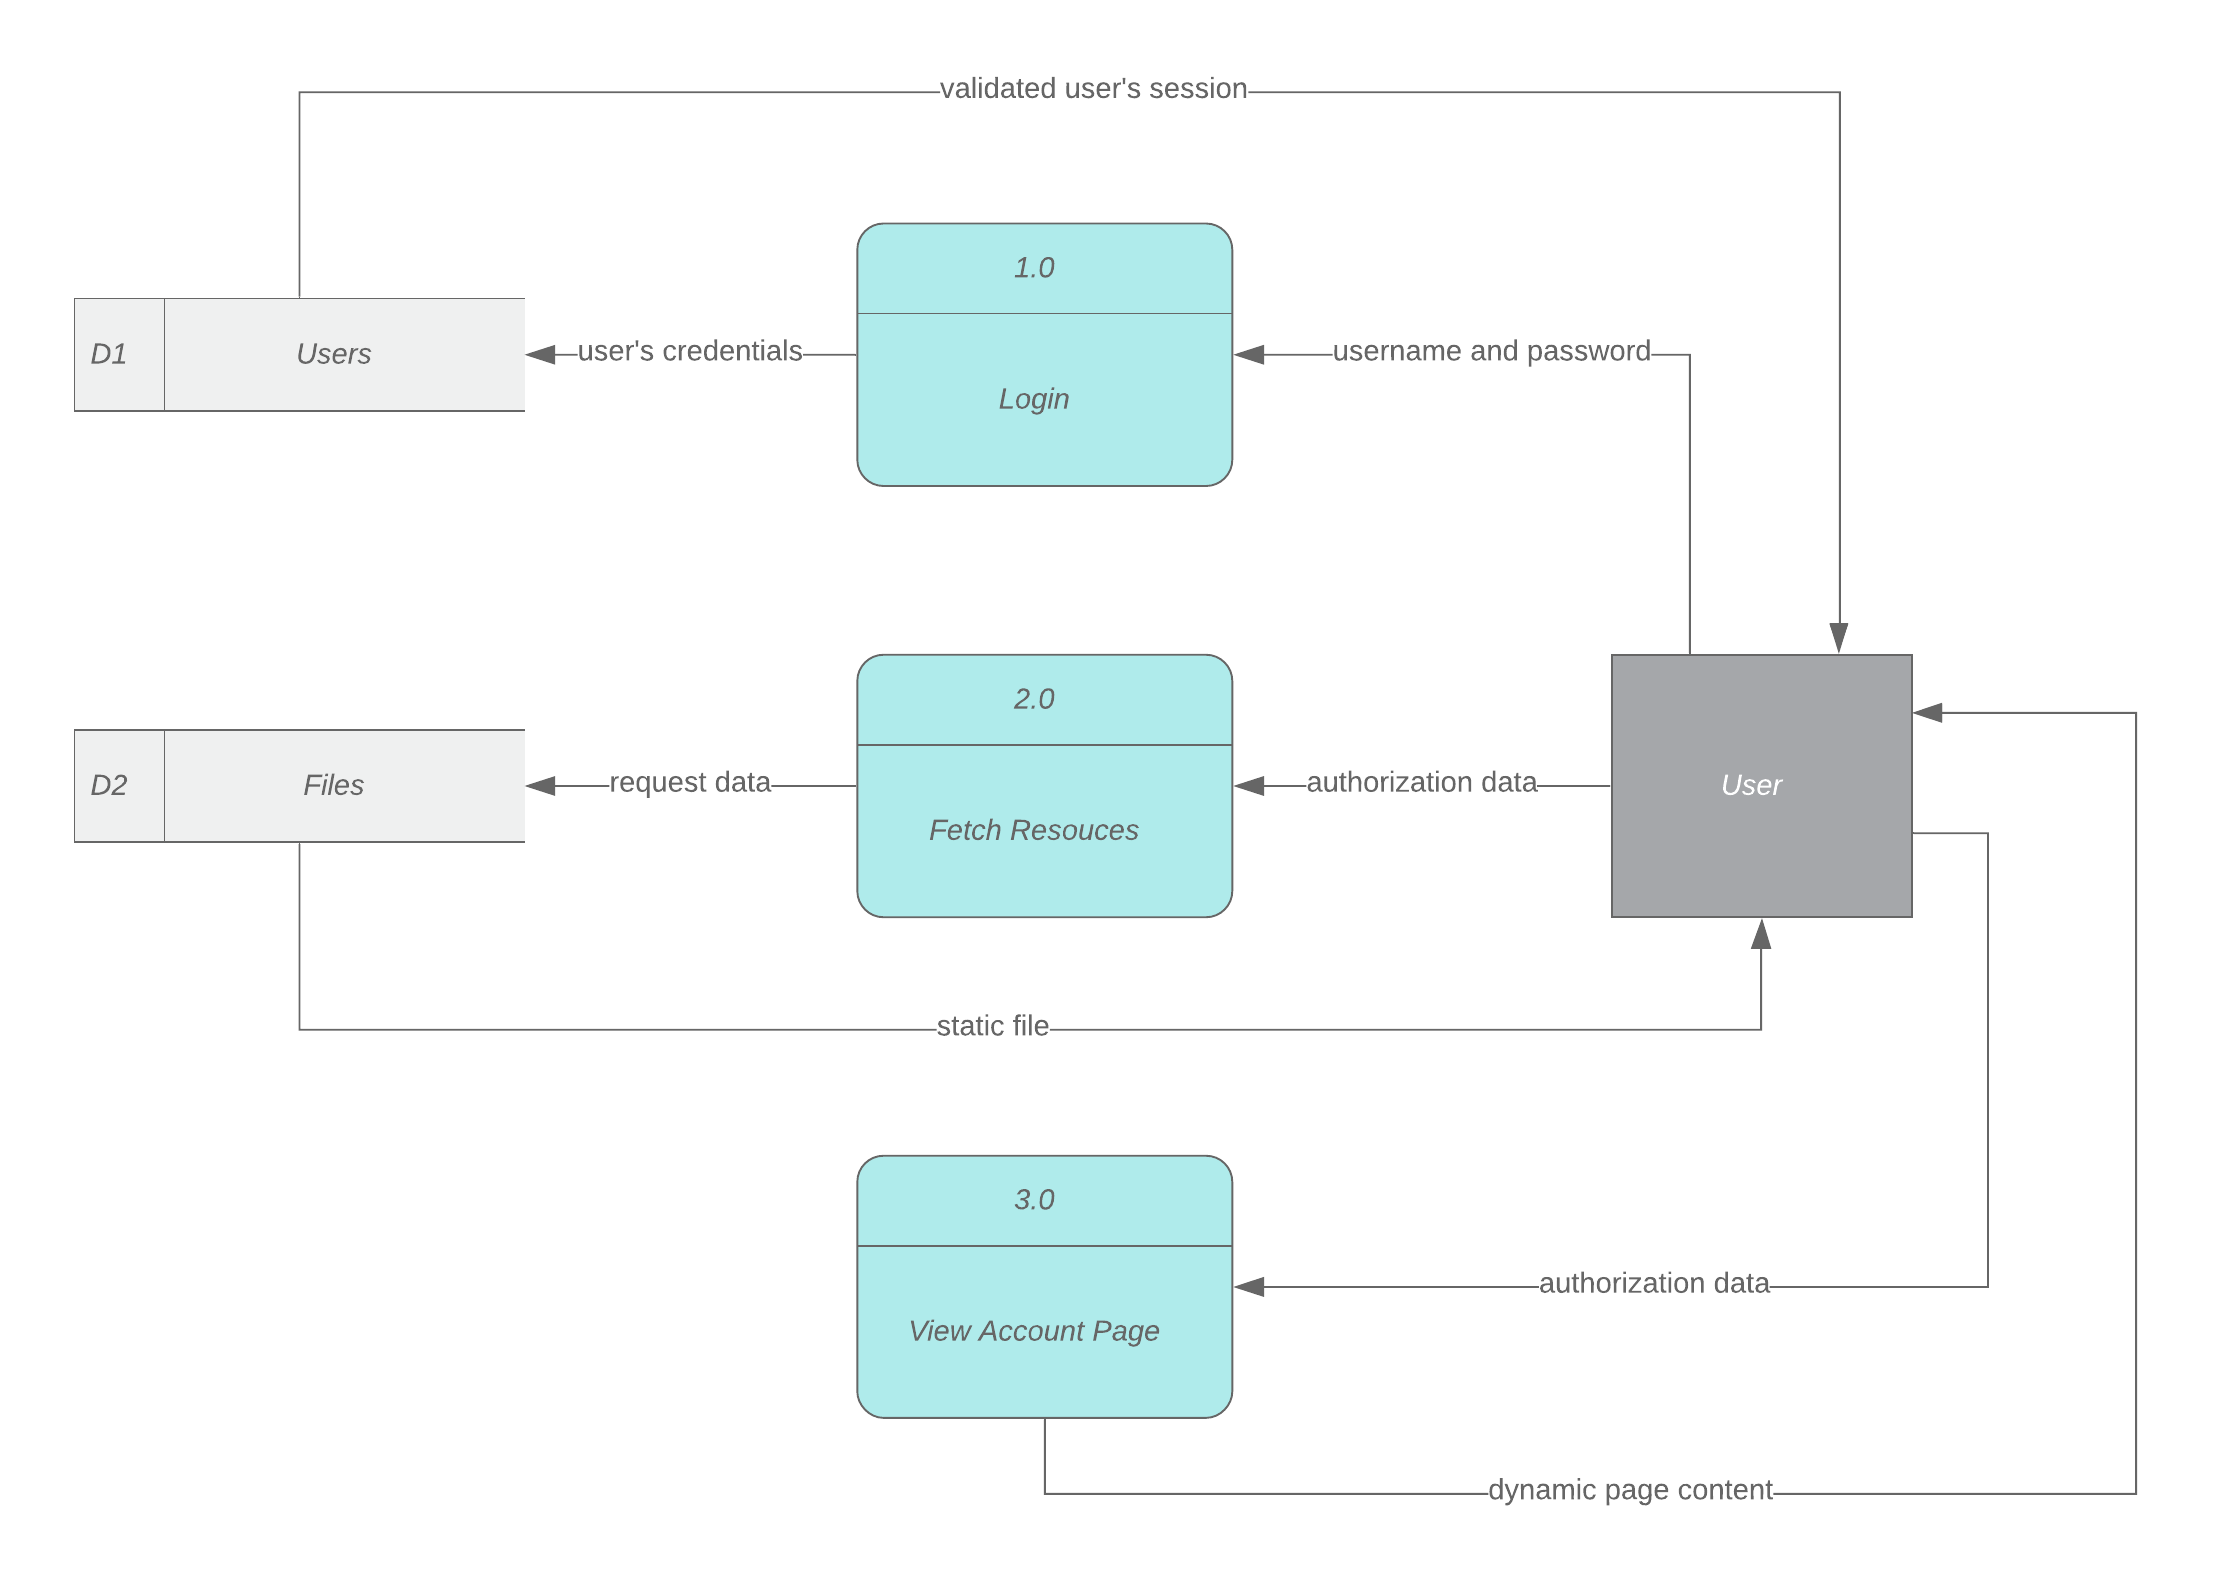 validated user's session
1.0
D1
Users
user's credentials
username and password
Login
2.0
D2
Files
request data
authorization data
User
Fetch Resouces
static file
3.0
authorization data
View Account Page
dynamic page content